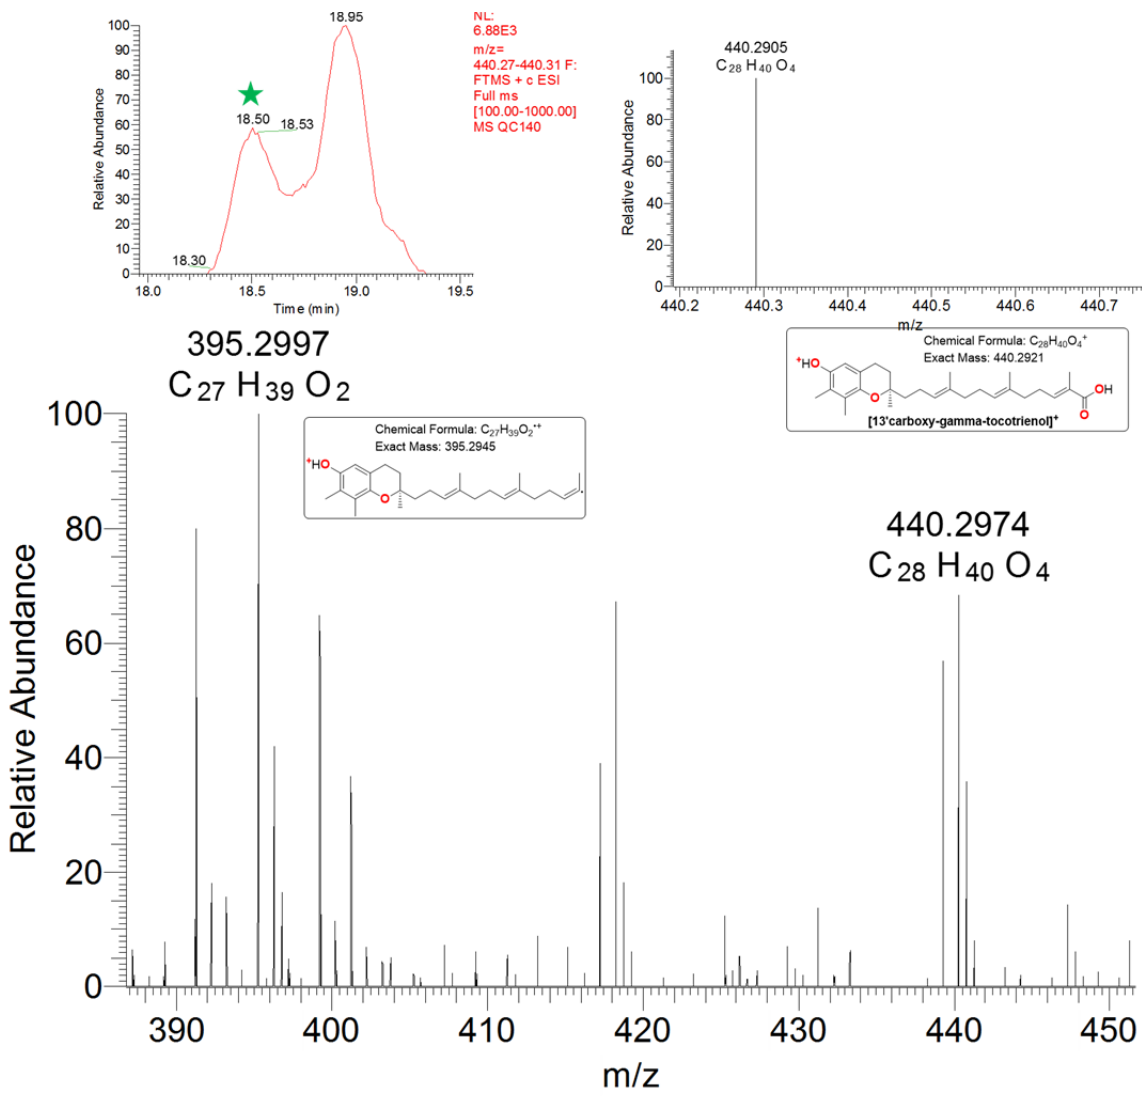 18.95
100
90
80
70
60
50
40
30
20
10
0
18.50
18.53
18.30
18.0
18.5
19.0
19.5
Relative Abundance
Time (min)
NL:
6.88E3
m/z=
440.27-440.31 F:
FTMS + c ESI
Full ms
[100.00-1000.00]
MS QC140
440.2905
C₂₈ H₄₀ O₄
100
80
60
40
20
0
Relative Abundance
440.2
440.3
440.4
440.5
440.6
440.7
m/z
Chemical Formula: C₂₈H₄₀O₄⁺
Exact Mass: 440.2921
⁺HO
O
OH
O
[13'carboxy-gamma-tocotrienol]⁺
395.2997
C₂₇ H₃₉ O₂
Chemical Formula: C₂₇H₃₉O₂•⁺
Exact Mass: 395.2945
⁺HO
O
440.2974
C₂₈ H₄₀ O₄
100
80
60
40
20
0
Relative Abundance
390
400
410
420
430
440
450
m/z